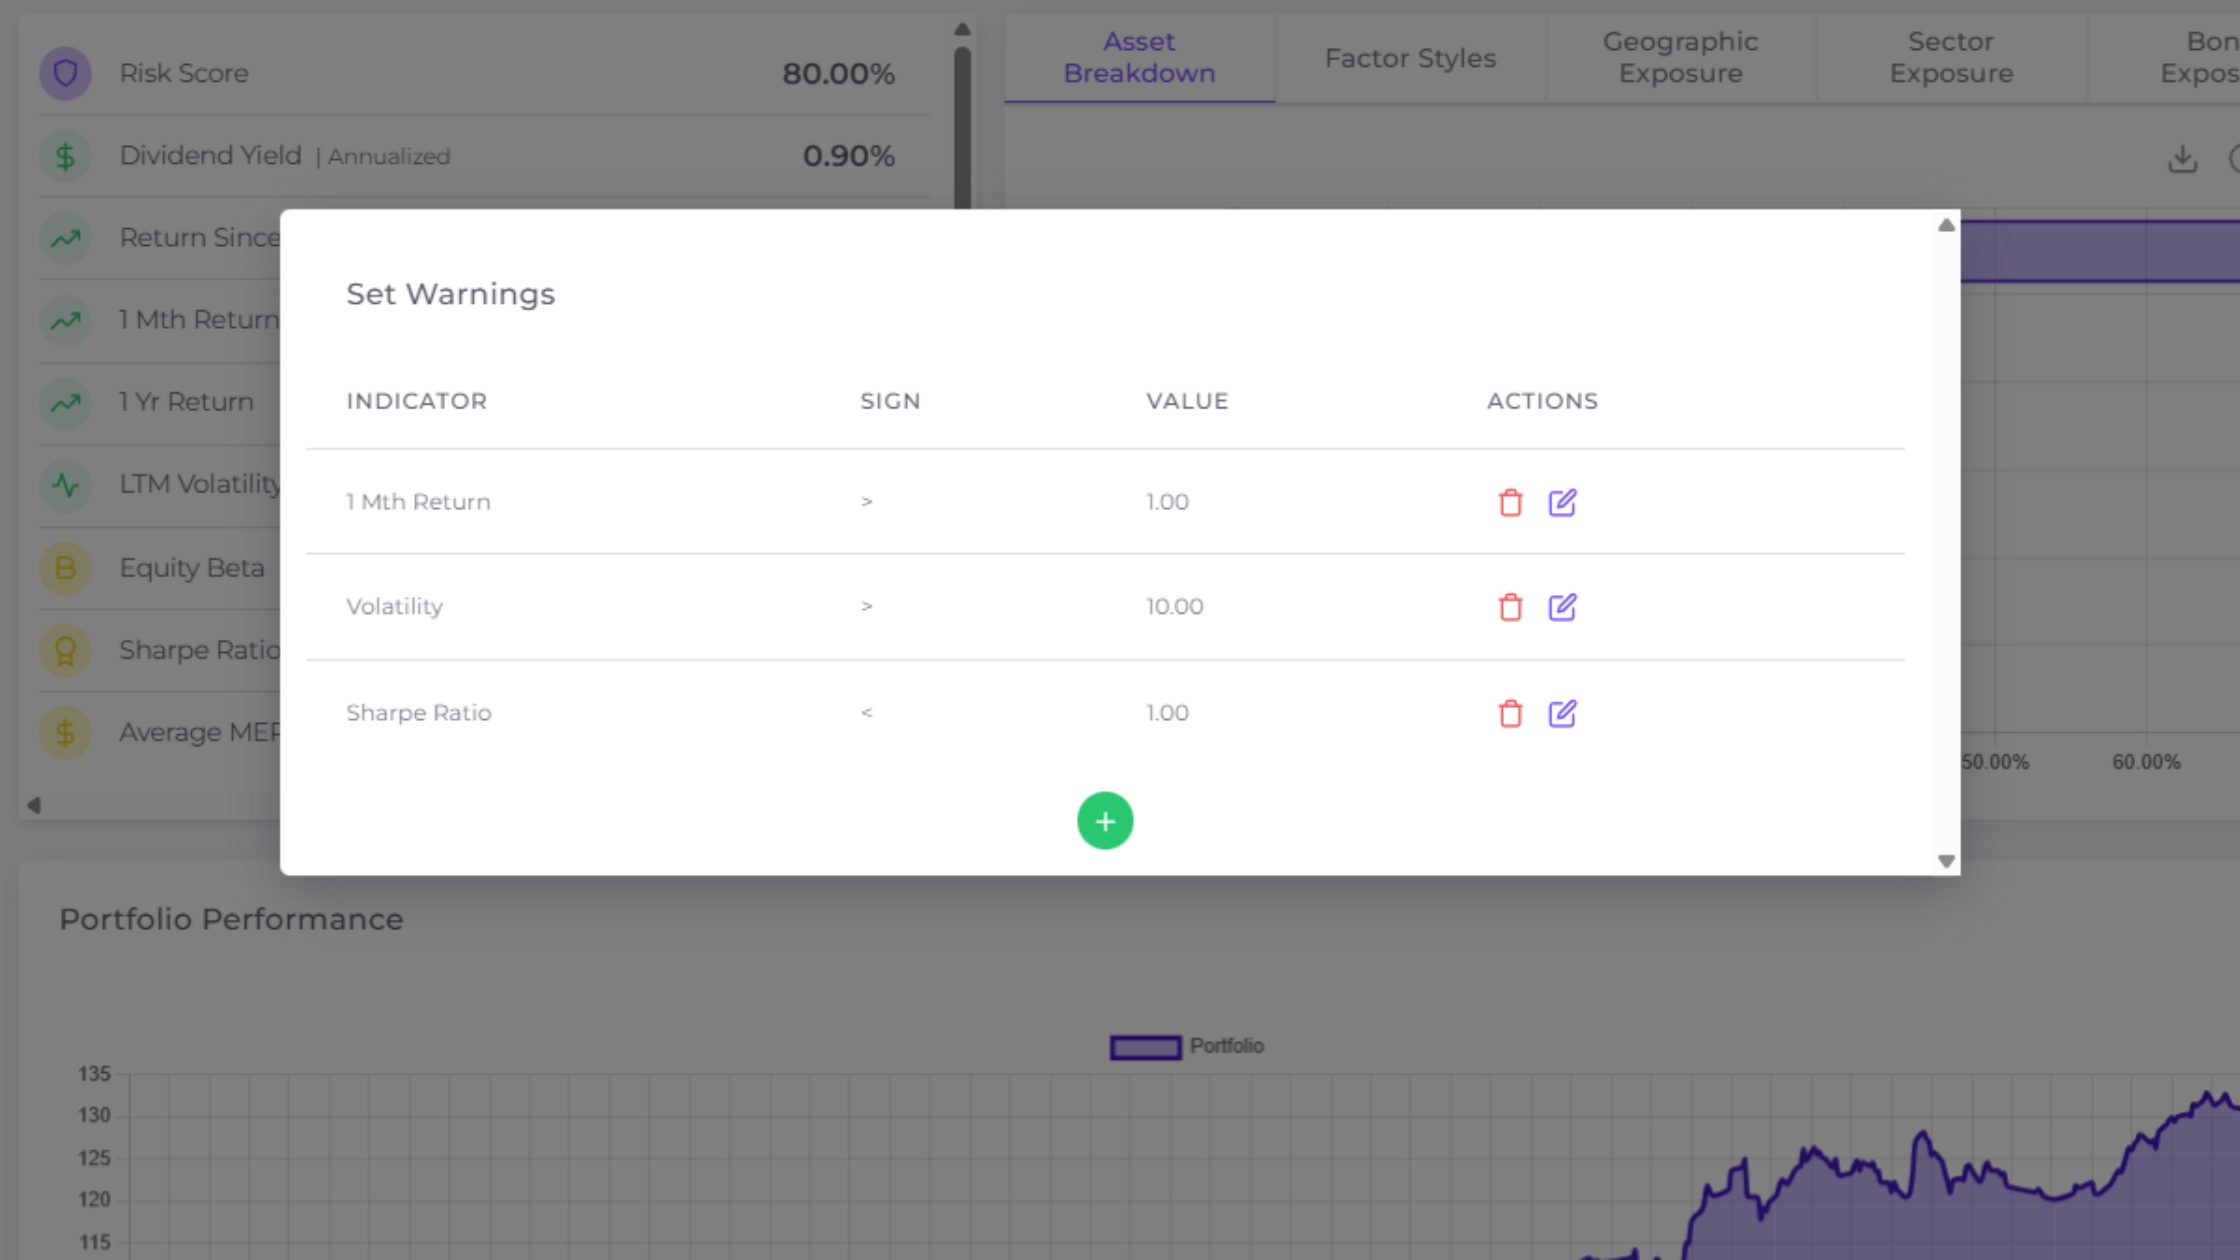 Risk Score 80.00%
Dividend Yield | Annualized 0.90%
Return Since
1 Mth Return
1 Yr Return
LTM Volatility
B Equity Beta
Sharpe Ratio
Average MER
Asset
Breakdown
Factor Styles
Geographic
Exposure
Sector
Exposure
Bon
Expos
50.00% 60.00%
Set Warnings
INDICATOR SIGN VALUE ACTIONS
1 Mth Return > 1.00
Volatility > 10.00
Sharpe Ratio < 1.00
+
Portfolio Performance
Portfolio
135
130
125
120
115